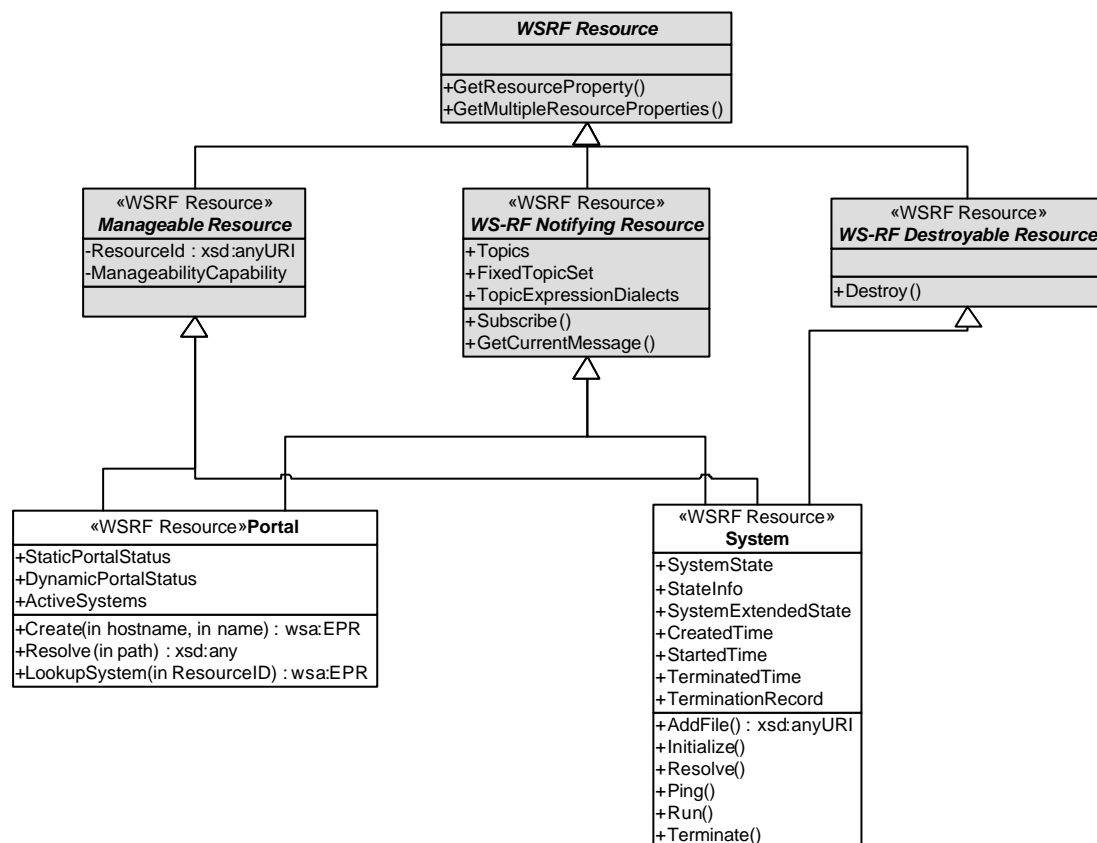 WSRF Resource
+GetResourceProperty()
+GetMultipleResourceProperties()
«WSRF Resource»
Manageable Resource
-ResourceId : xsd:anyURI
-ManageabilityCapability
«WSRF Resource»
WS-RF Notifying Resource
+Topics
+FixedTopicSet
+TopicExpressionDialects
+Subscribe()
+GetCurrentMessage()
«WSRF Resource»
WS-RF Destroyable Resource
+Destroy()
«WSRF Resource»Portal
+StaticPortalStatus
+DynamicPortalStatus
+ActiveSystems
+Create(in hostname, in name) : wsa:EPR
+Resolve(in path) : xsd:any
+LookupSystem(in ResourceID) : wsa:EPR
«WSRF Resource»
System
+SystemState
+StateInfo
+SystemExtendedState
+CreatedTime
+StartedTime
+TerminatedTime
+TerminationRecord
+AddFile() : xsd:anyURI
+Initialize()
+Resolve()
+Ping()
+Run()
+Terminate()